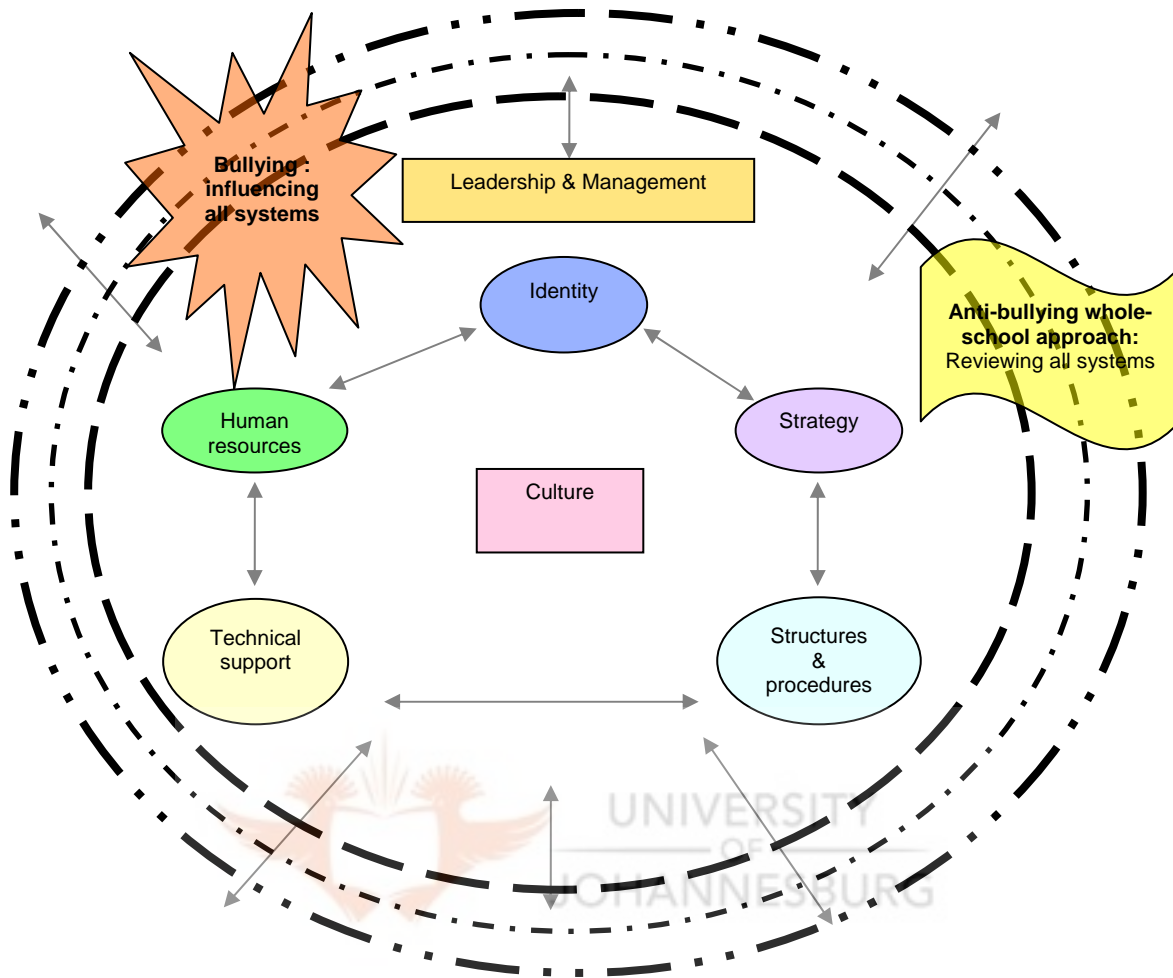 Bullying :
influencing
all systems
Leadership & Management
Identity
Anti-bullying whole-
school approach:
Reviewing all systems
Human
resources
Strategy
Culture
Technical
support
Structures
&
procedures
UNIVERSITY
OF
JOHANNESBURG